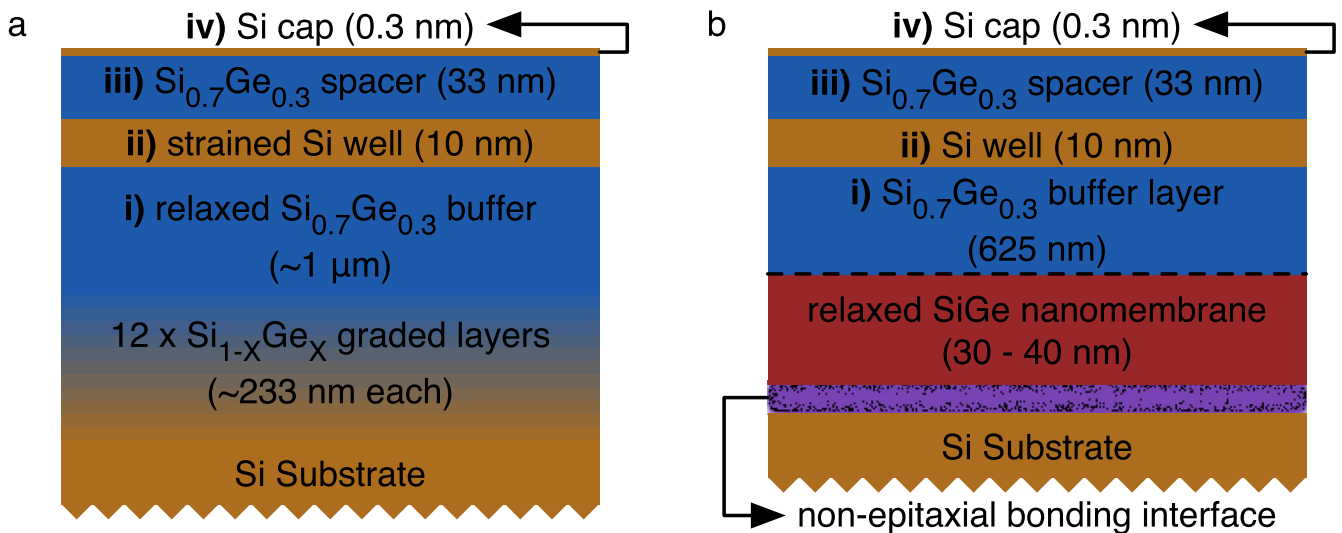 a
iv) Si cap (0.3 nm)
iii) Si0.7Ge0.3 spacer (33 nm)
ii) strained Si well (10 nm)
i) relaxed Si0.7Ge0.3 buffer
(~1 μm)
12 x Si1-XGeX graded layers
(~233 nm each)
Si Substrate
b
iv) Si cap (0.3 nm)
iii) Si0.7Ge0.3 spacer (33 nm)
ii) Si well (10 nm)
i) Si0.7Ge0.3 buffer layer
(625 nm)
relaxed SiGe nanomembrane
(30 - 40 nm)
Si Substrate
non-epitaxial bonding interface